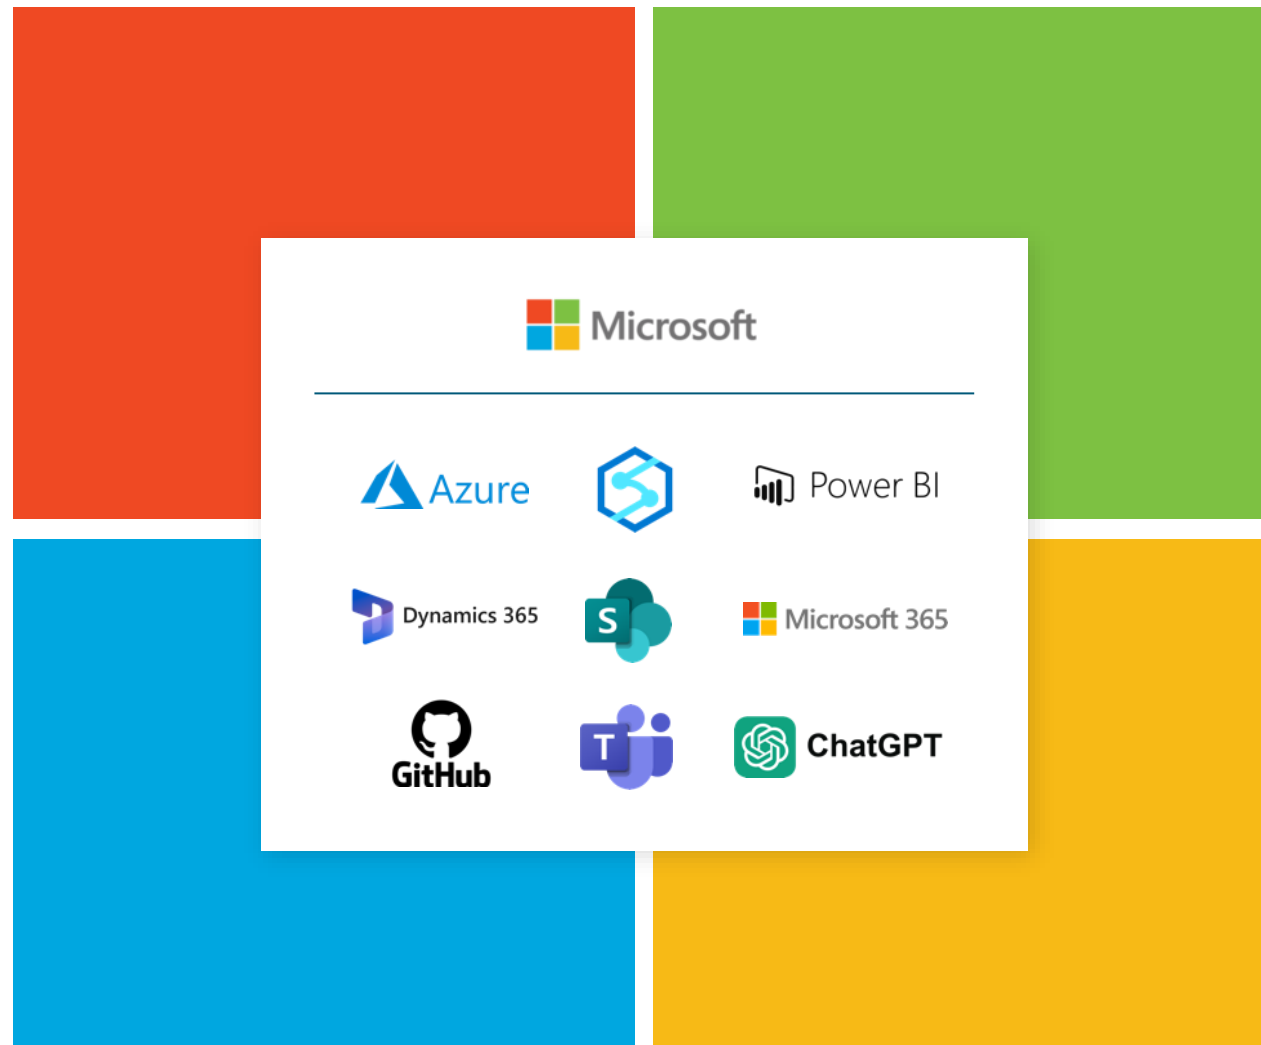 Microsoft
Azure
Power BI
Dynamics 365
S
Microsoft 365
GitHub
T
ChatGPT